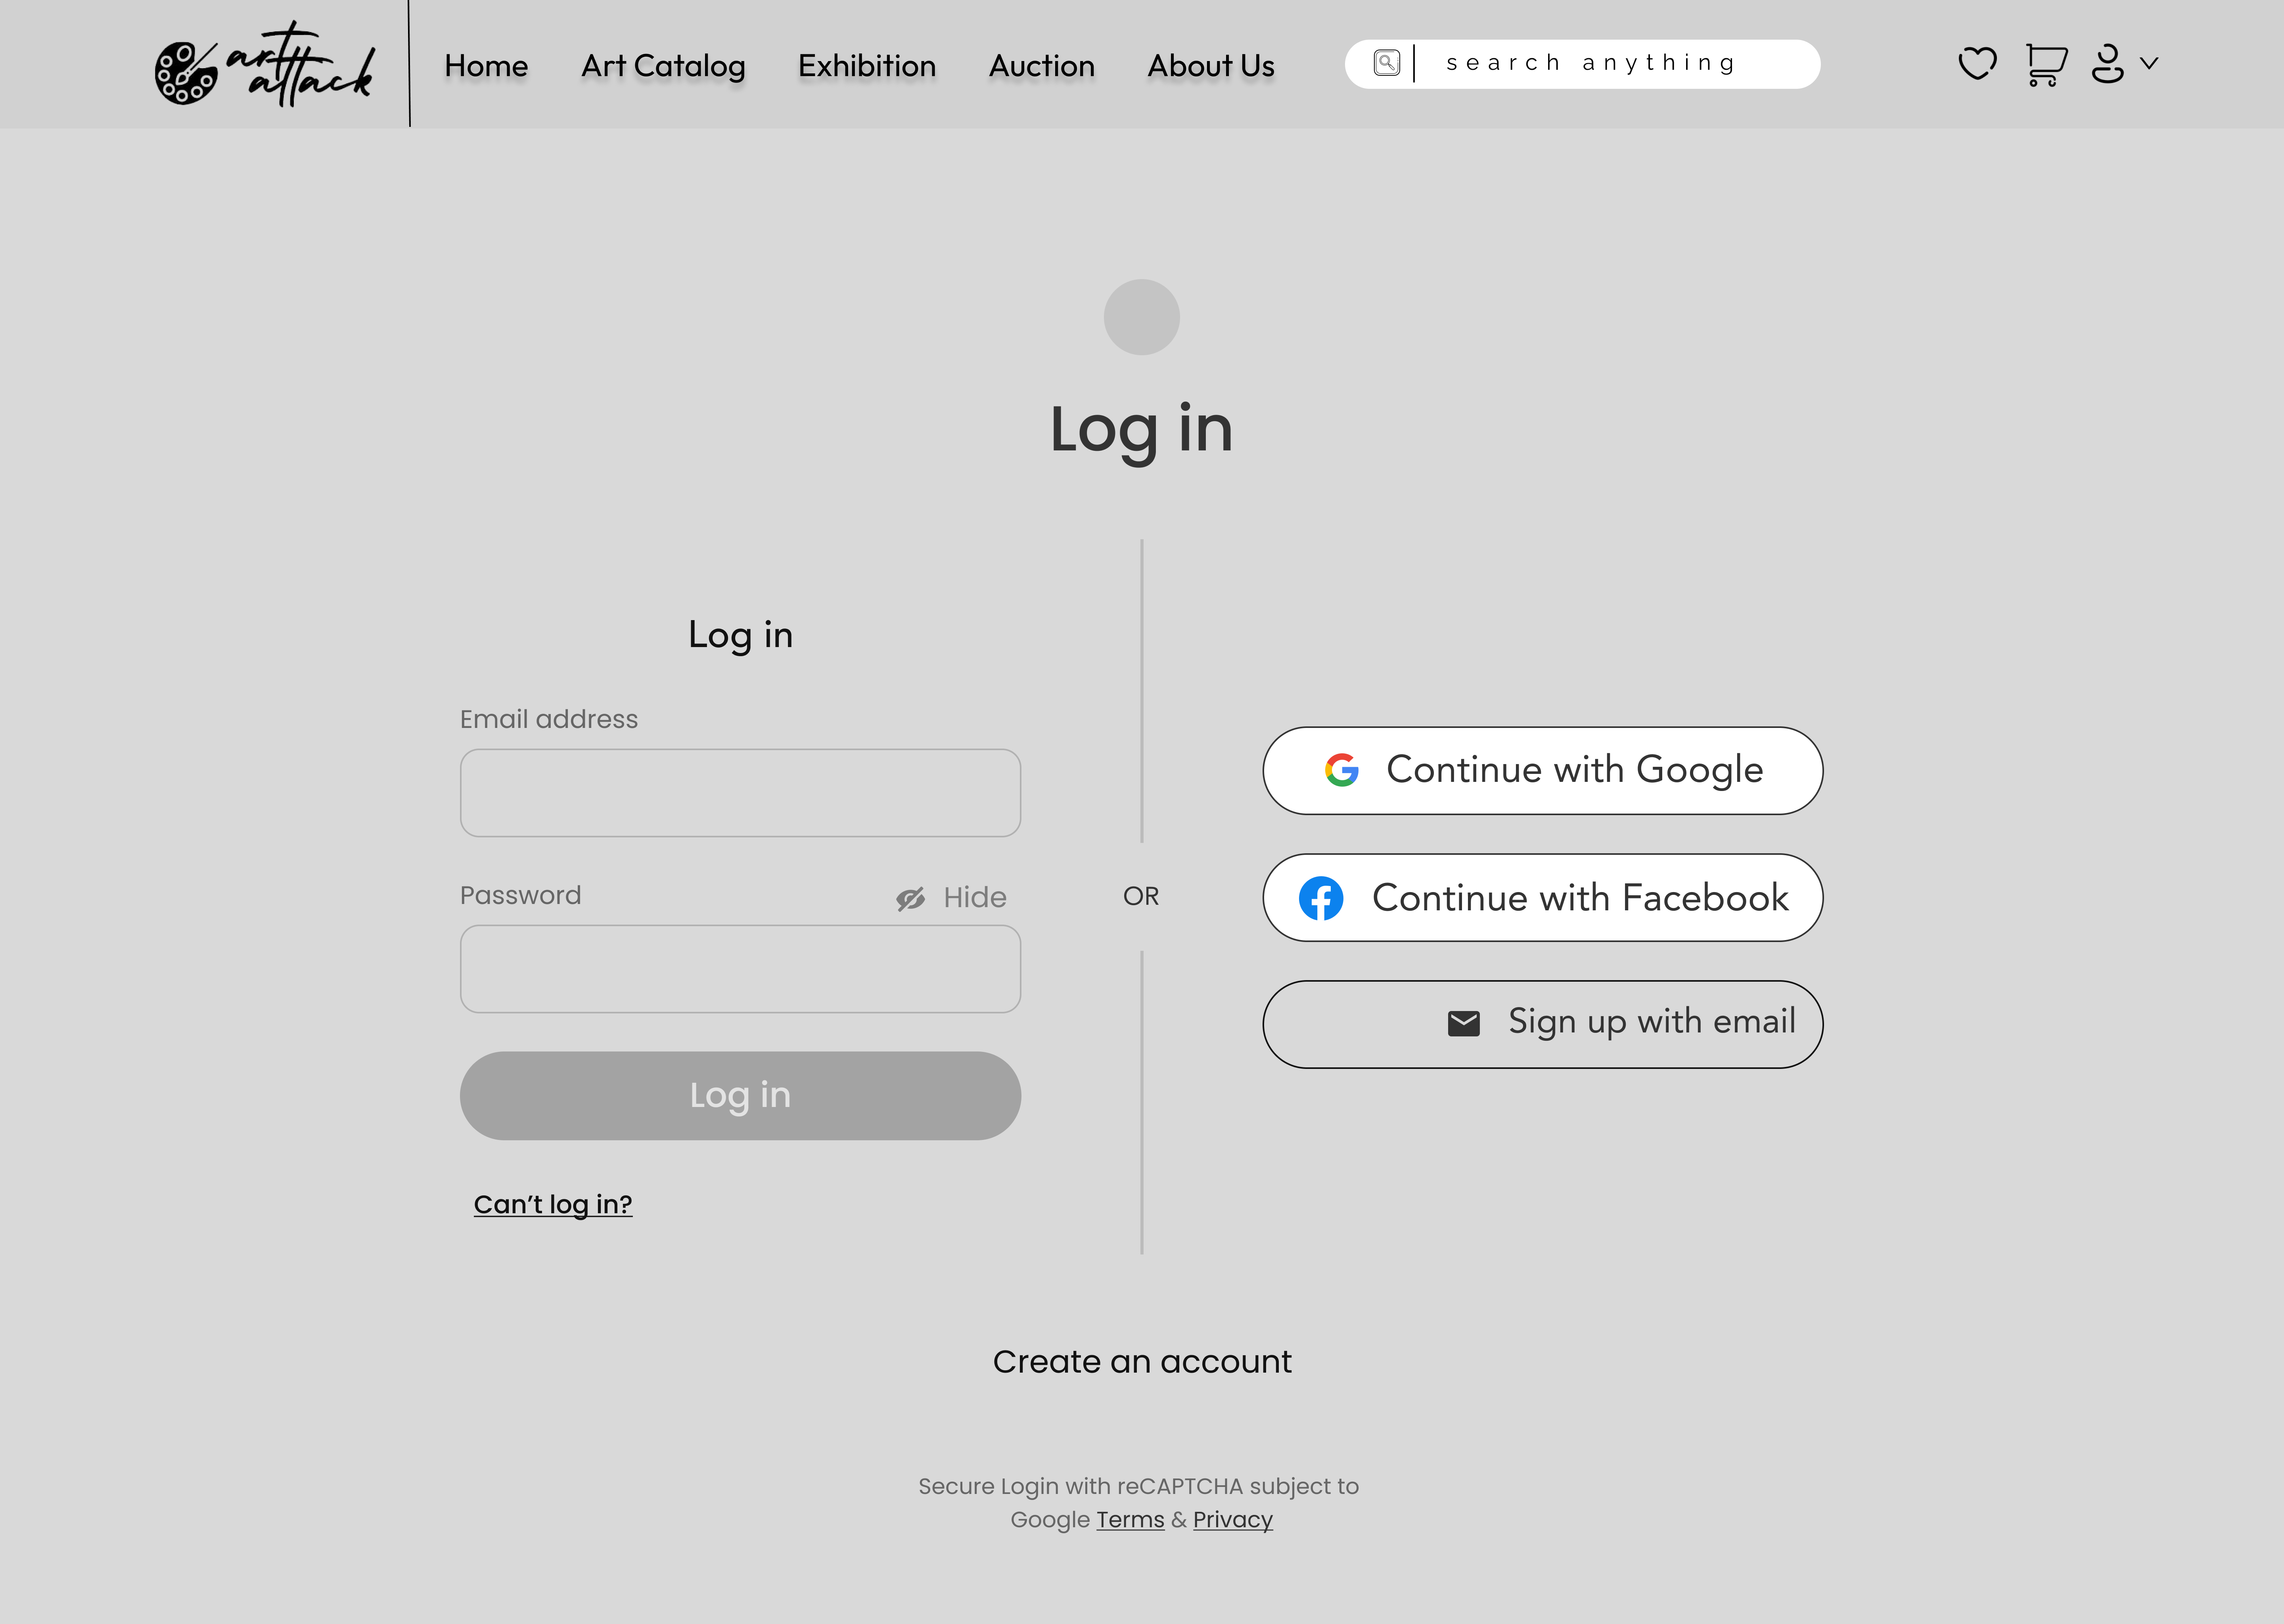 art
attack
Home Art Catalog Exhibition Auction About Us search anything
Log in
Log in
Email address
Password Hide
Log in
Can’t log in?
OR
Continue with Google
Continue with Facebook
Sign up with email
Create an account
Secure Login with reCAPTCHA subject to
Google Terms & Privacy